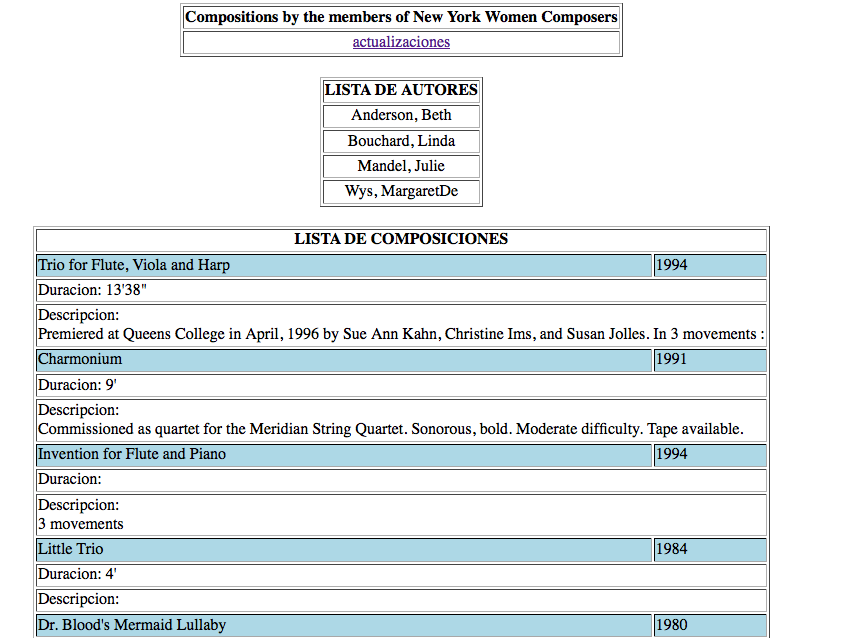 Compositions by the members of New York Women Composers
actualizaciones
LISTA DE AUTORES
Anderson, Beth
Bouchard, Linda
Mandel, Julie
Wys, MargaretDe
LISTA DE COMPOSICIONES
Trio for Flute, Viola and Harp 1994
Duracion: 13'38"
Descripcion:
Premiered at Queens College in April, 1996 by Sue Ann Kahn, Christine Ims, and Susan Jolles. In 3 movements :
Charmonium 1991
Duracion: 9'
Descripcion:
Commissioned as quartet for the Meridian String Quartet. Sonorous, bold. Moderate difficulty. Tape available.
Invention for Flute and Piano 1994
Duracion:
Descripcion:
3 movements
Little Trio 1984
Duracion: 4'
Descripcion:
Dr. Blood's Mermaid Lullaby 1980